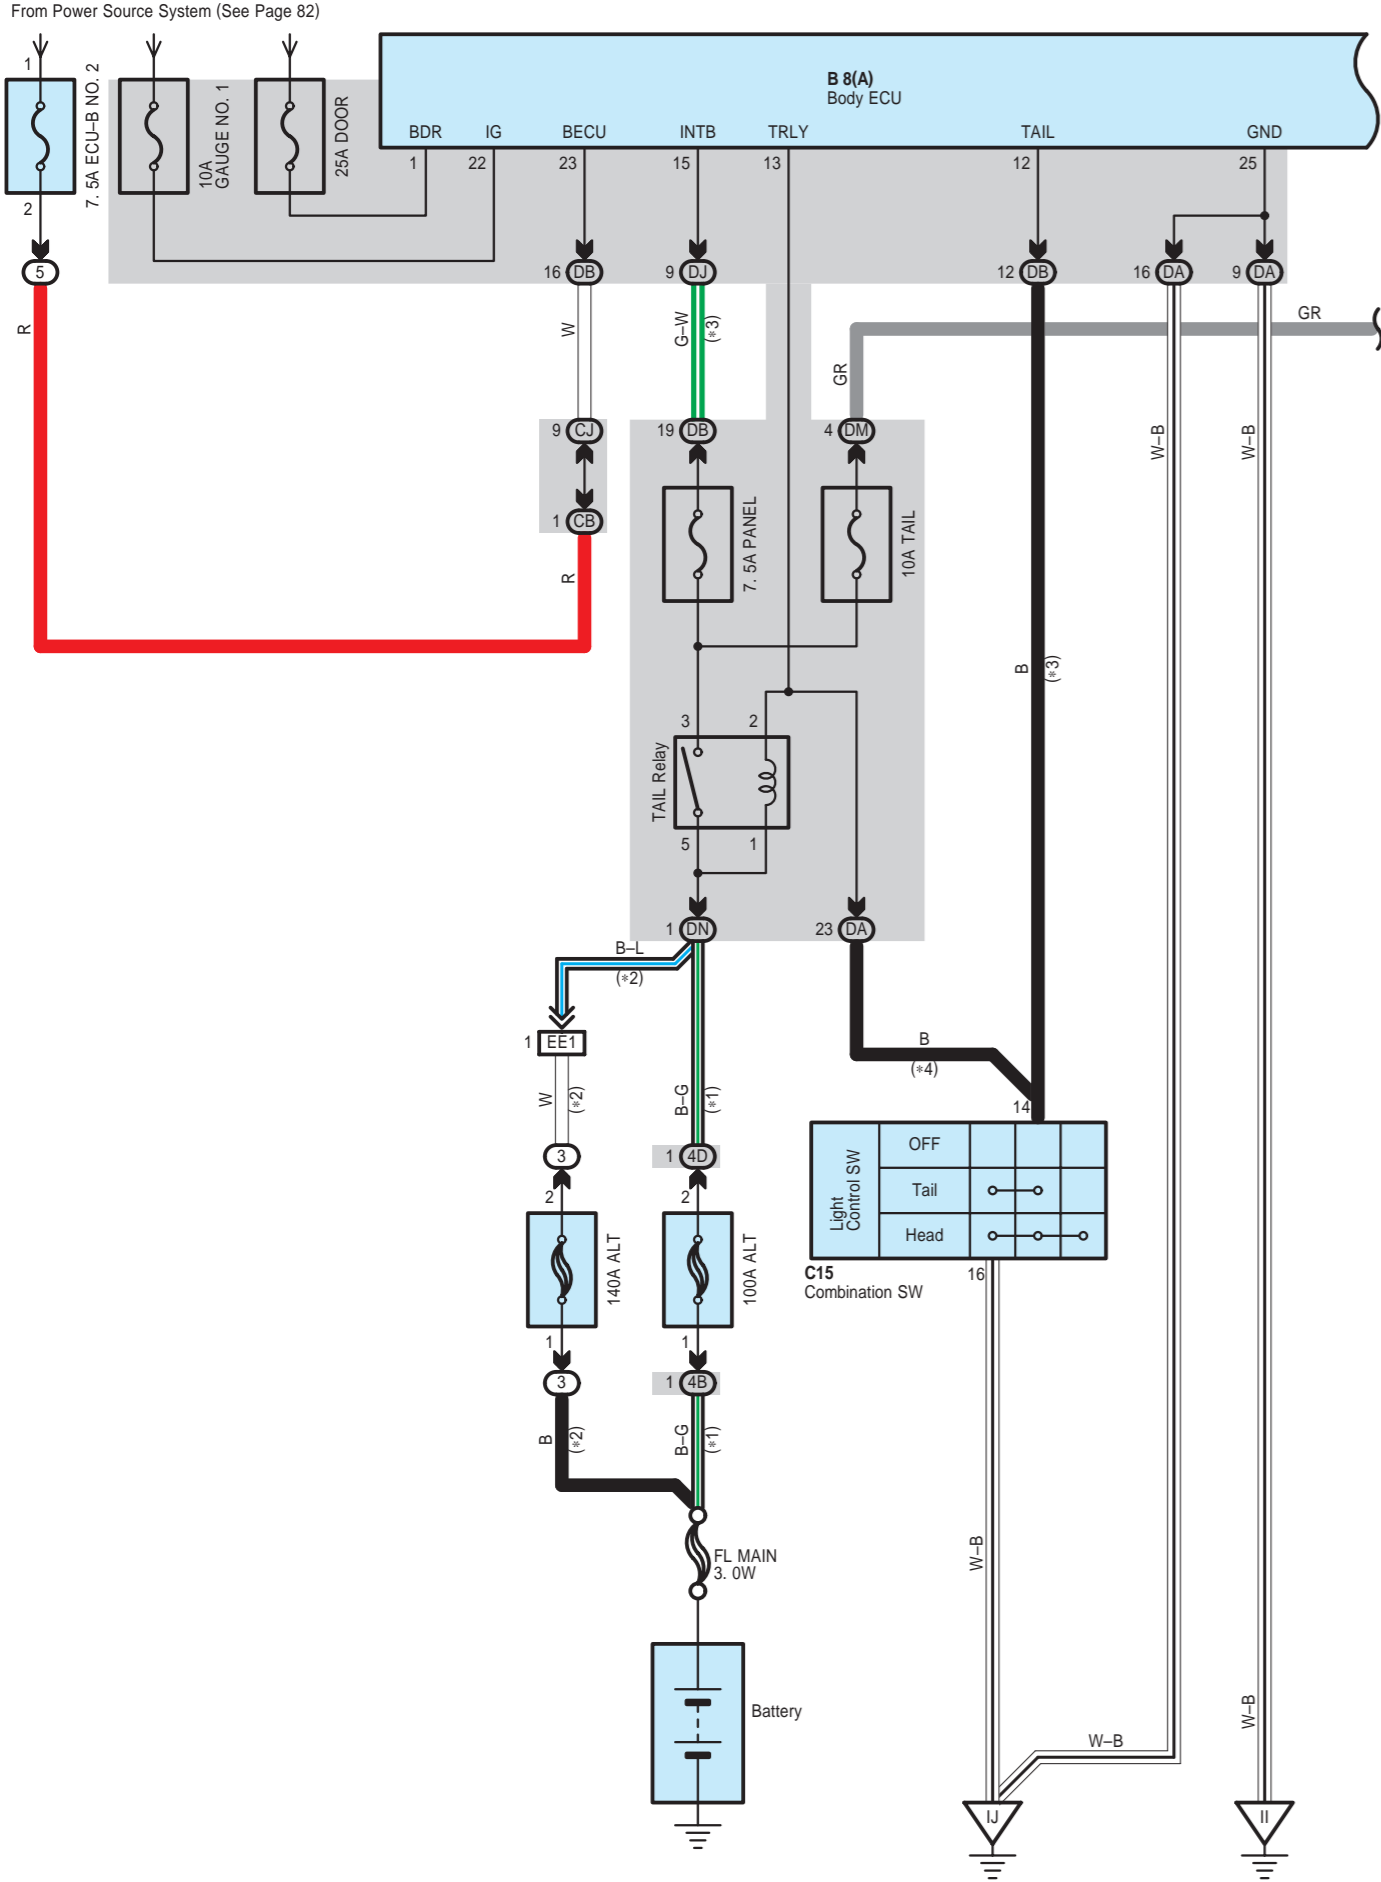 From Power Source System (See Page 82)
1
7. 5A ECU–B NO. 2
2
5
R
10A
GAUGE NO. 1
25A DOOR
B 8(A)
Body ECU
BDR
IG
BECU
INTB
TRLY
TAIL
GND
1
22
23
15
13
12
25
16 DB
9 DJ
12 DB
16 DA
9 DA
W
G–W
(∗3)
GR
GR
9 CJ
1 CB
R
19 DB
4 DM
W–B
W–B
7. 5A PANEL
10A TAIL
B
(∗3)
3
2
TAIL Relay
5
1
1 DN
23 DA
B–L
(∗2)
1 EE1
W
(∗2)
B–G
(∗1)
B
(∗4)
14
3
1 4D
2
2
140A ALT
100A ALT
1
1
3
1 4B
Light
Control SW
OFF
Tail
Head
C15
Combination SW
16
B
(∗2)
B–G
(∗1)
FL MAIN
3. 0W
Battery
W–B
W–B
W–B
IJ
II